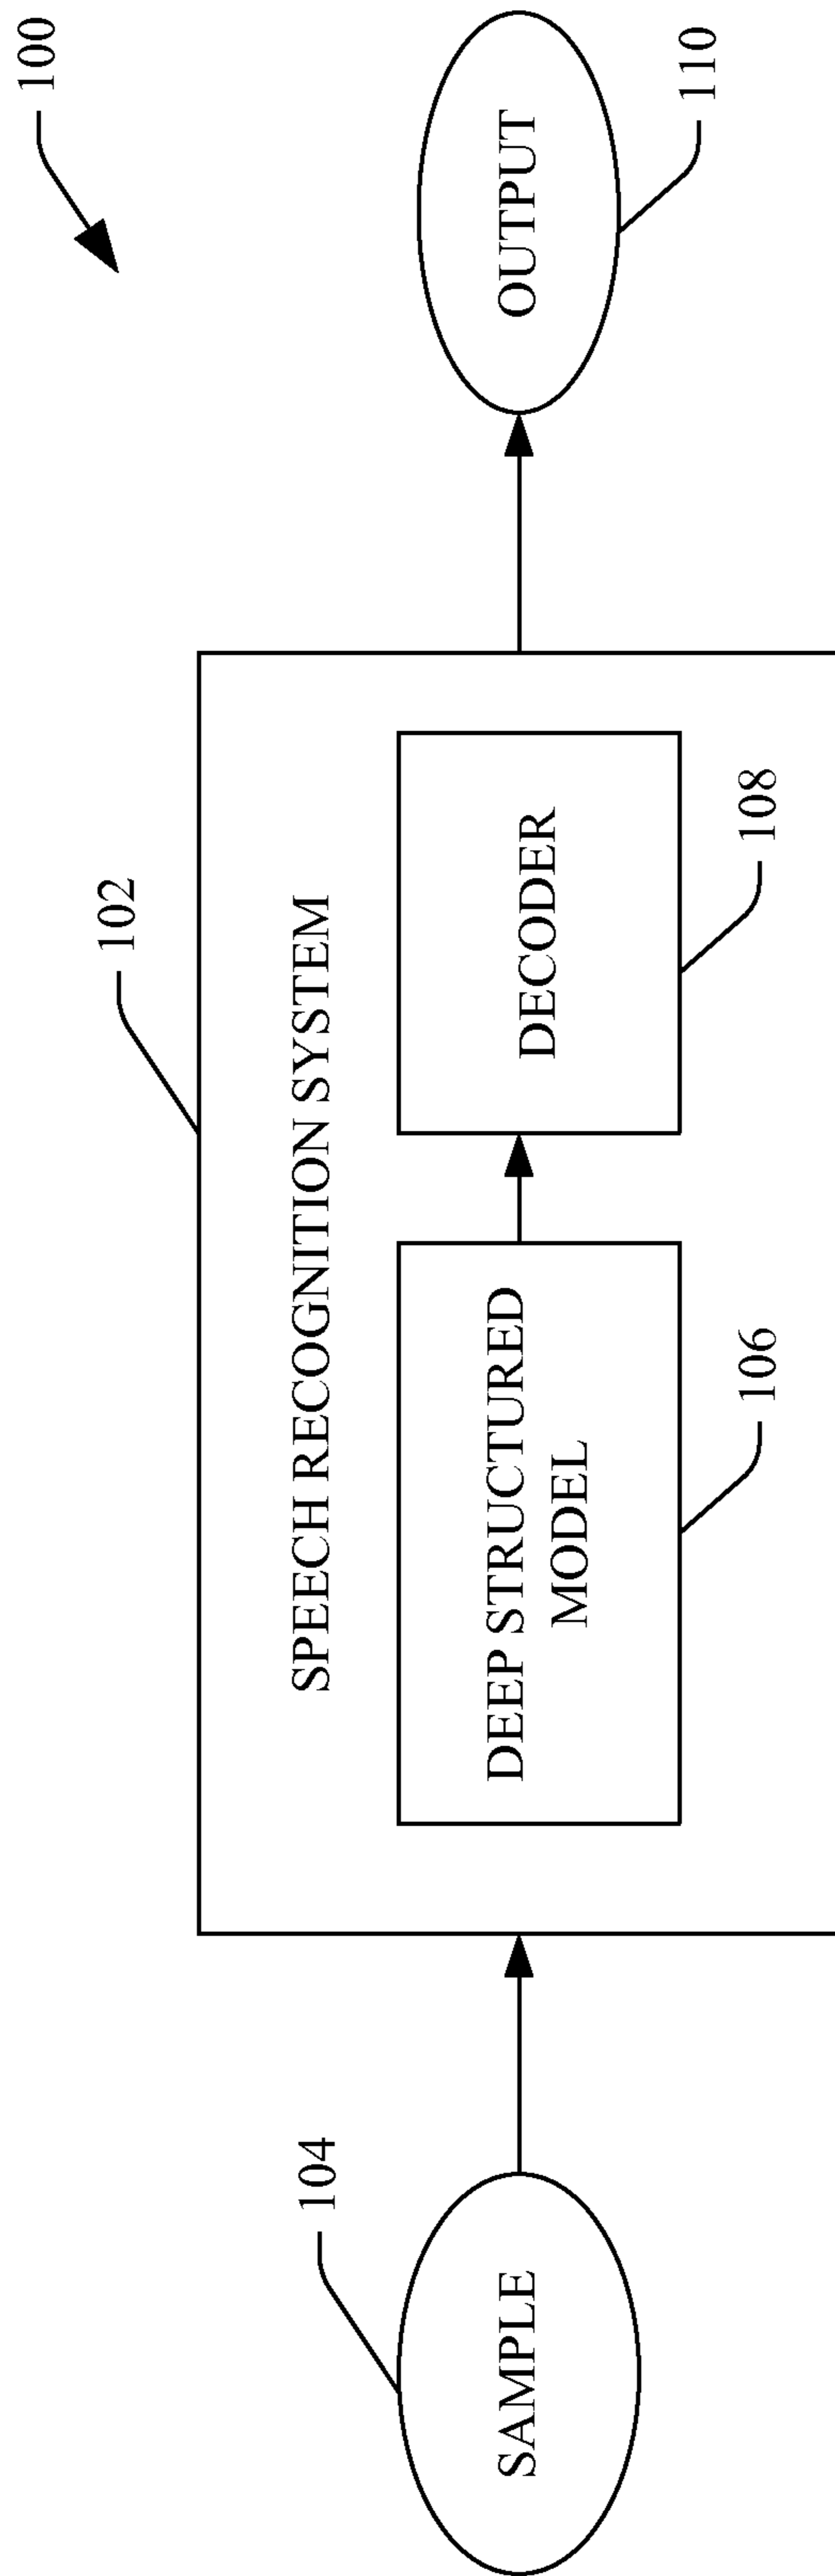 100
102
SPEECH RECOGNITION SYSTEM
104
SAMPLE
DEEP STRUCTURED
MODEL
106
DECODER
108
OUTPUT
110